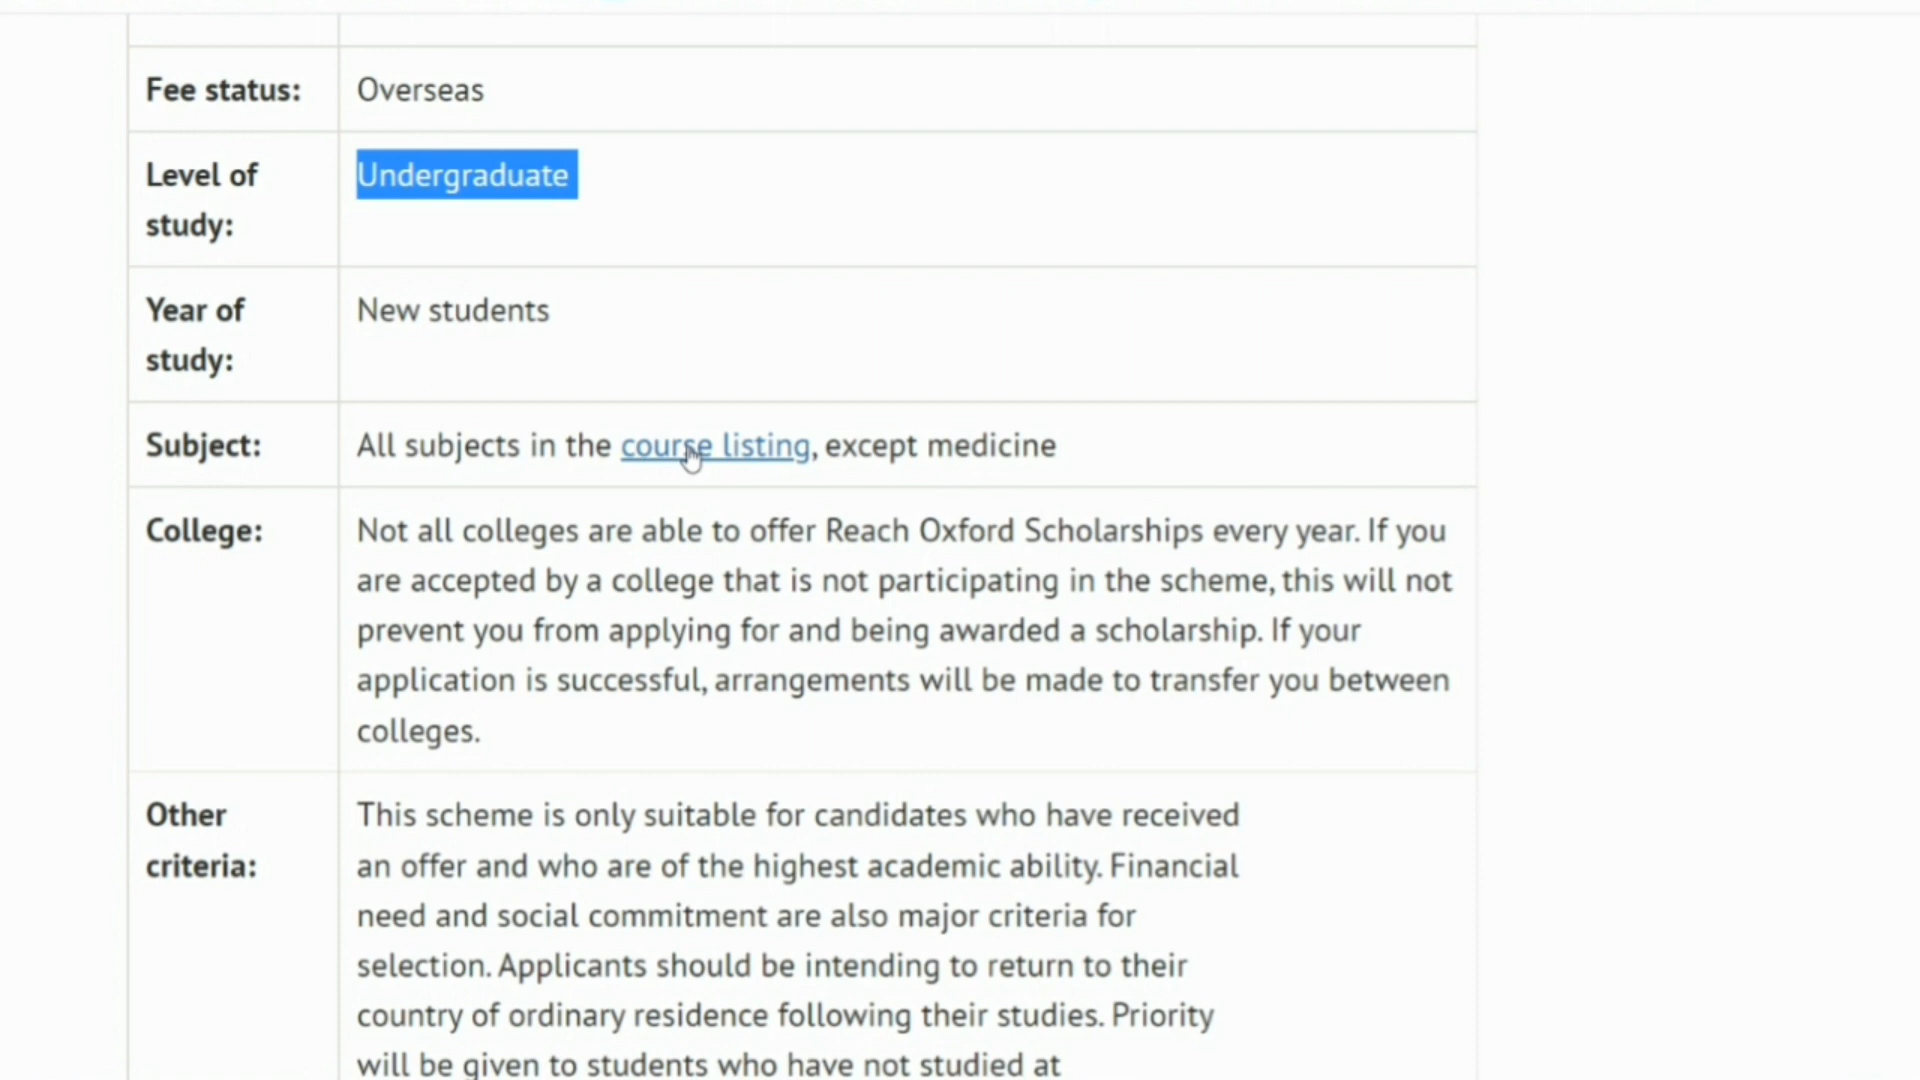 Fee status: Overseas
Level of study: Undergraduate
Year of study: New students
Subject: All subjects in the course listing, except medicine
College: Not all colleges are able to offer Reach Oxford Scholarships every year. If you
are accepted by a college that is not participating in the scheme, this will not
prevent you from applying for and being awarded a scholarship. If your
application is successful, arrangements will be made to transfer you between
colleges.
Other criteria: This scheme is only suitable for candidates who have received
an offer and who are of the highest academic ability. Financial
need and social commitment are also major criteria for
selection. Applicants should be intending to return to their
country of ordinary residence following their studies. Priority
will be given to students who have not studied at